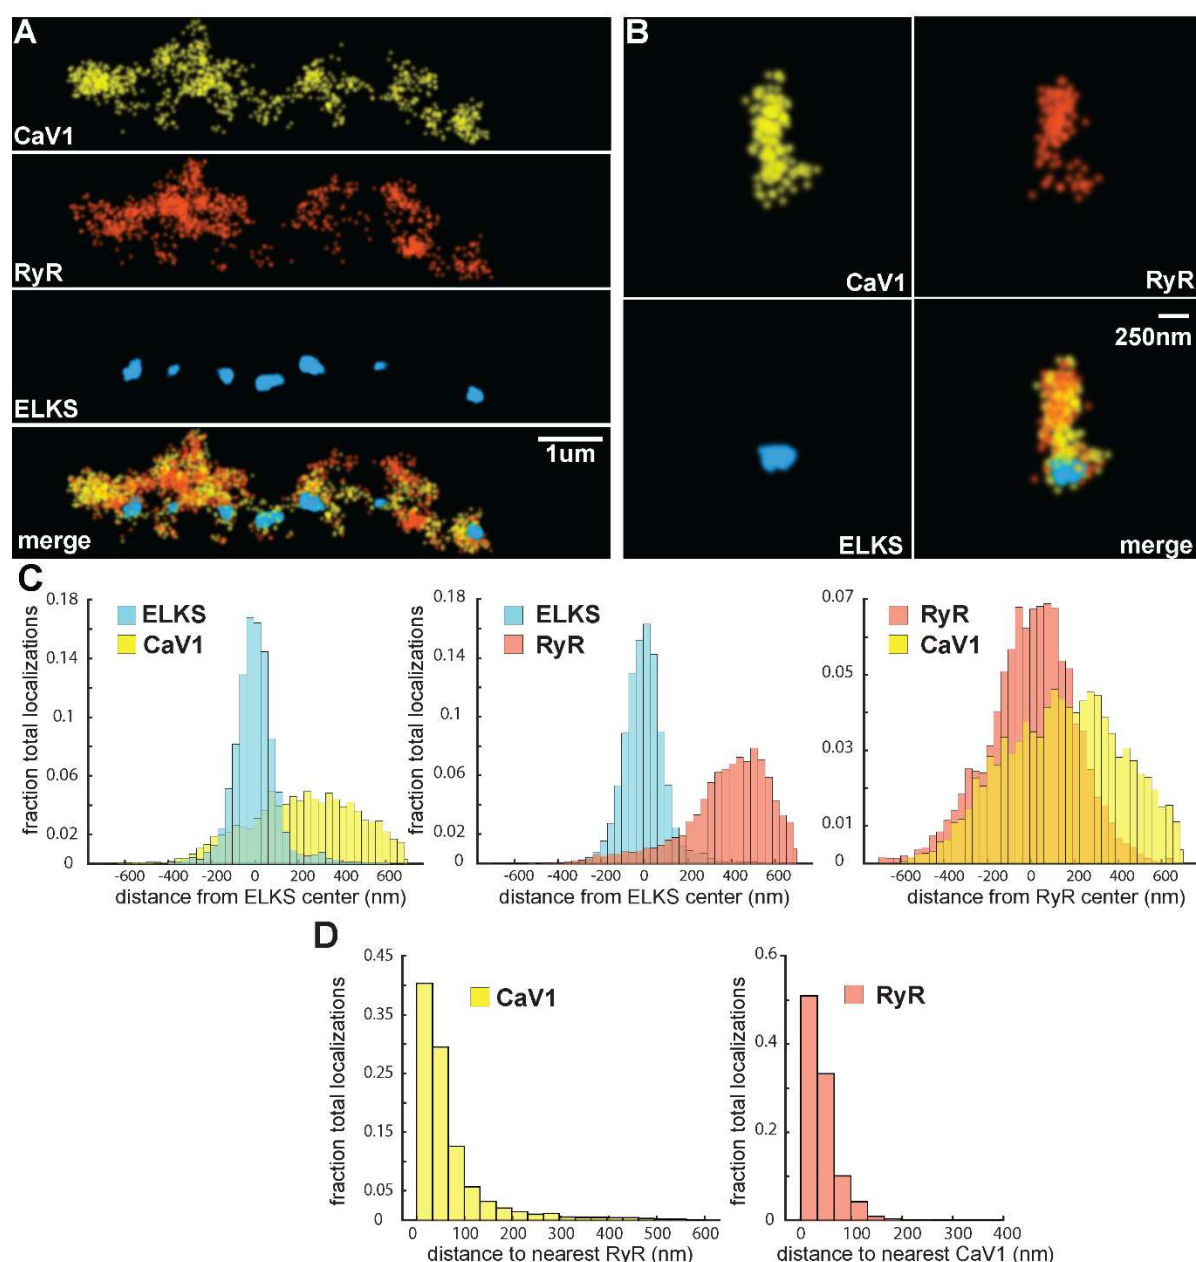 A
CaV1
RyR
ELKS
1um
merge
B
CaV1
RyR
ELKS
250nm
merge
C
fraction total localizations
0.18
0.14
0.1
0.06
0.02
0
ELKS
CaV1
-600 -400 -200 0 200 400 600
distance from ELKS center (nm)
fraction total localizations
0.18
0.14
0.1
0.06
0.02
0
ELKS
RyR
-600 -400 -200 0 200 400 600
distance from ELKS center (nm)
fraction total localizations
0.07
0.05
0.03
0.01
0
RyR
CaV1
-600 -400 -200 0 200 400 600
distance from RyR center (nm)
D
fraction total localizations
0.45
0.35
0.25
0.15
0.05
0
CaV1
0 100 200 300 400 500 600
distance to nearest RyR (nm)
fraction total localizations
0.6
0.4
0.2
0
RyR
0 100 200 300 400
distance to nearest CaV1 (nm)